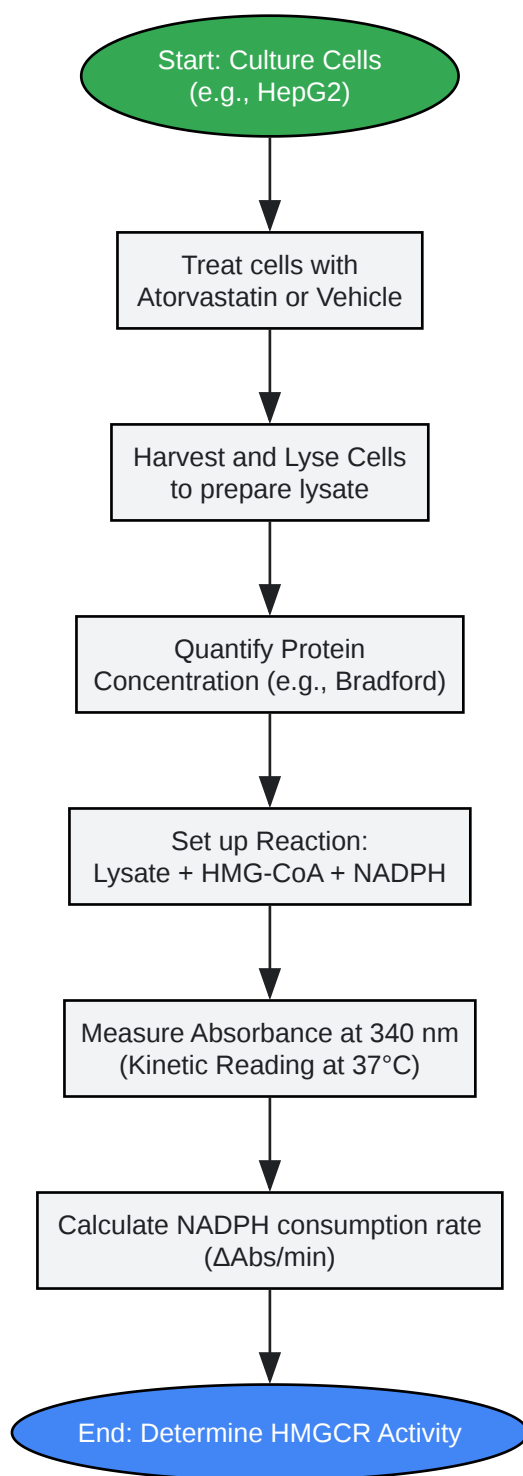 Start: Culture Cells
(e.g., HepG2)
Treat cells with
Atorvastatin or Vehicle
Harvest and Lyse Cells
to prepare lysate
Quantify Protein
Concentration (e.g., Bradford)
Set up Reaction:
Lysate + HMG-CoA + NADPH
Measure Absorbance at 340 nm
(Kinetic Reading at 37°C)
Calculate NADPH consumption rate
(ΔAbs/min)
End: Determine HMGCR Activity